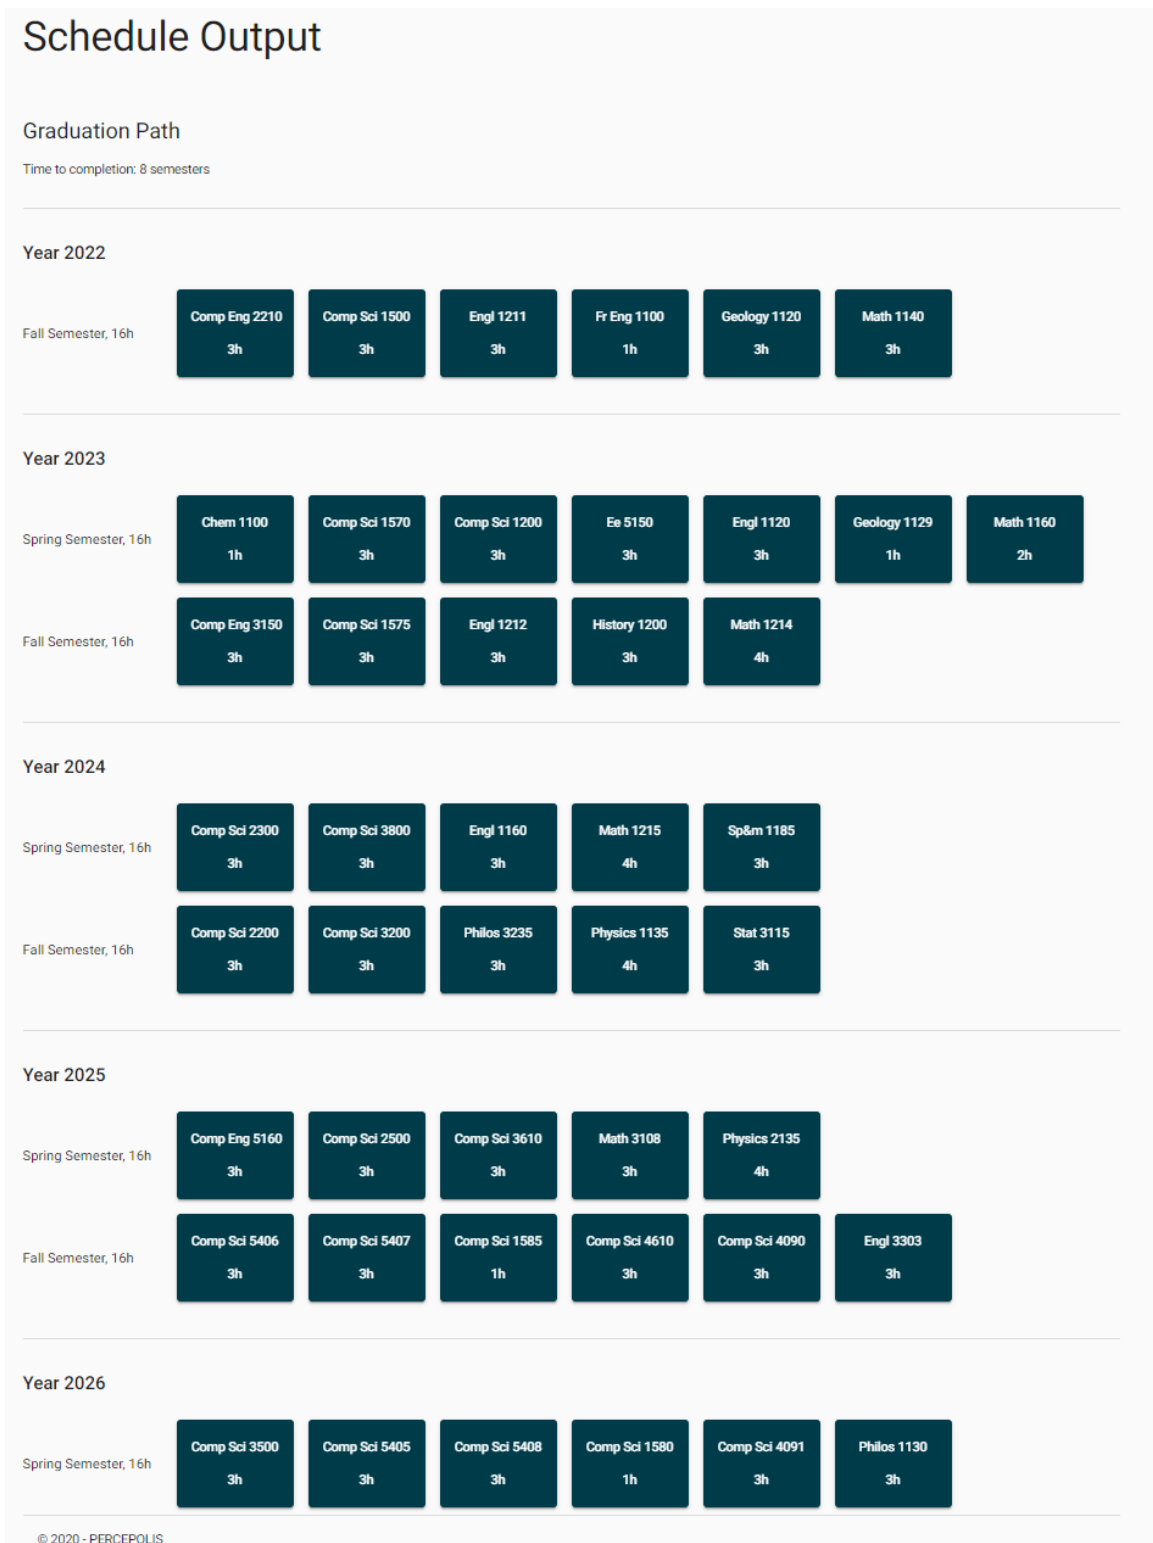 Schedule Output
Graduation Path
Time to completion: 8 semesters
Year 2022
Fall Semester, 16h
Comp Eng 2210
3h
Comp Sci 1500
3h
Engl 1211
3h
Fr Eng 1100
1h
Geology 1120
3h
Math 1140
3h
Year 2023
Spring Semester, 16h
Chem 1100
1h
Comp Sci 1570
3h
Comp Sci 1200
3h
Ee 5150
3h
Engl 1120
3h
Geology 1129
1h
Math 1160
2h
Fall Semester, 16h
Comp Eng 3150
3h
Comp Sci 1575
3h
Engl 1212
3h
History 1200
3h
Math 1214
4h
Year 2024
Spring Semester, 16h
Comp Sci 2300
3h
Comp Sci 3800
3h
Engl 1160
3h
Math 1215
4h
Sp&m 1185
3h
Fall Semester, 16h
Comp Sci 2200
3h
Comp Sci 3200
3h
Philos 3235
3h
Physics 1135
4h
Stat 3115
3h
Year 2025
Spring Semester, 16h
Comp Eng 5160
3h
Comp Sci 2500
3h
Comp Sci 3610
3h
Math 3108
3h
Physics 2135
4h
Fall Semester, 16h
Comp Sci 5406
3h
Comp Sci 5407
3h
Comp Sci 1585
1h
Comp Sci 4610
3h
Comp Sci 4090
3h
Engl 3303
3h
Year 2026
Spring Semester, 16h
Comp Sci 3500
3h
Comp Sci 5405
3h
Comp Sci 5408
3h
Comp Sci 1580
1h
Comp Sci 4091
3h
Philos 1130
3h
© 2020 - PERCEPOLIS